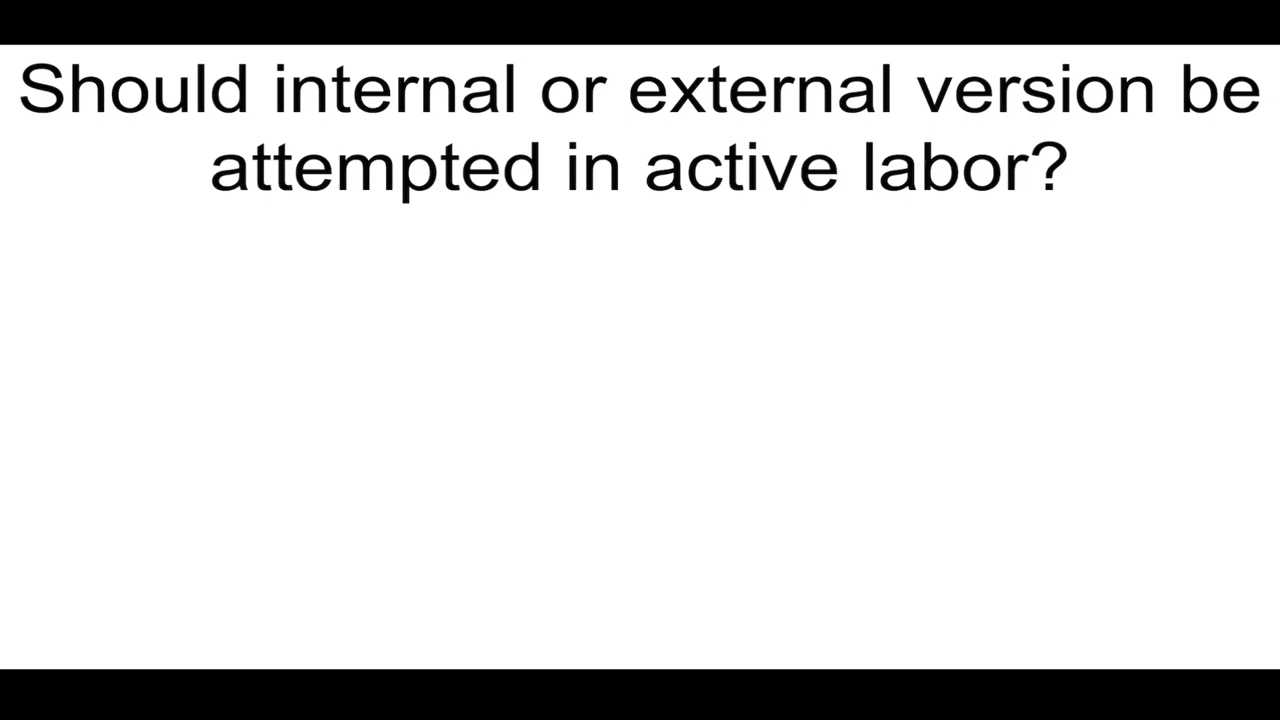 Should internal or external version be
attempted in active labor?